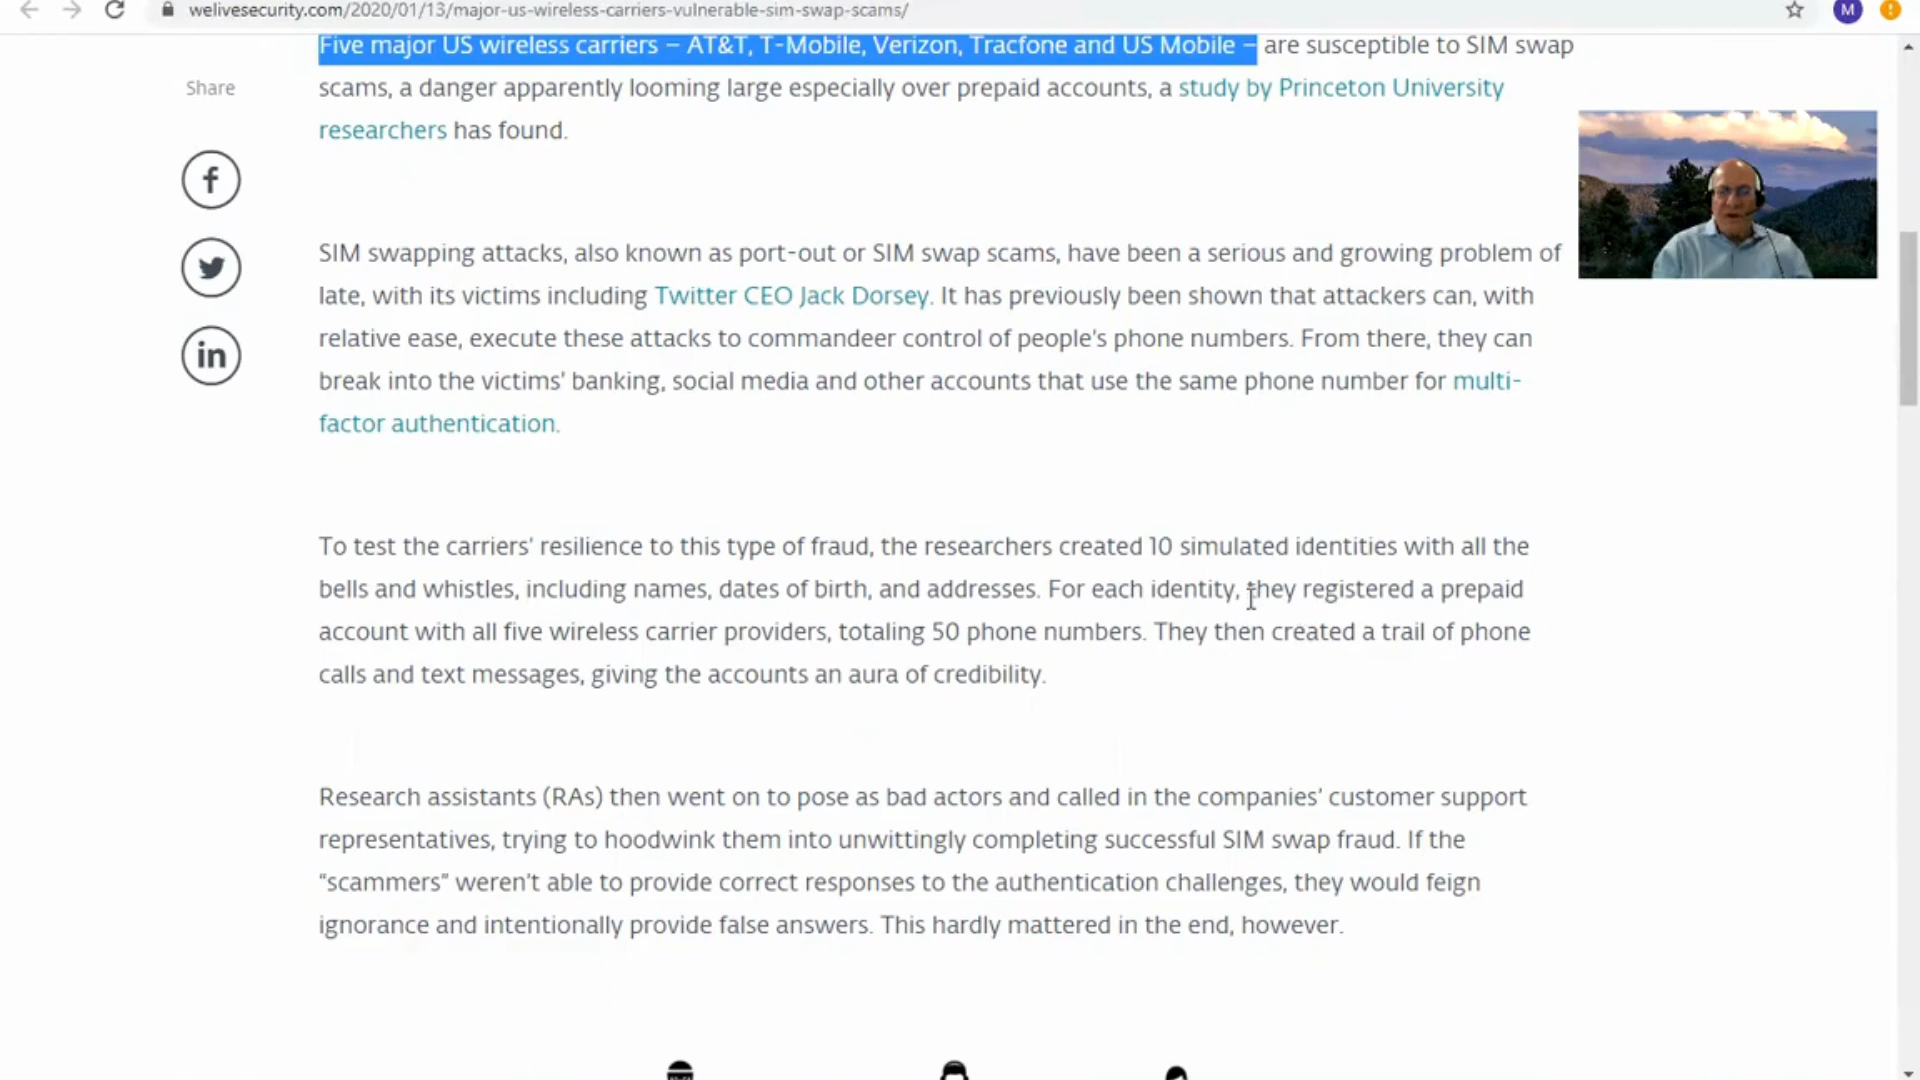 welivesecurity.com/2020/01/13/major-us-wireless-carriers-vulnerable-sim-swap-scams/
M
Five major US wireless carriers – AT&T, T-Mobile, Verizon, Tracfone and US Mobile – are susceptible to SIM swap
Share
scams, a danger apparently looming large especially over prepaid accounts, a study by Princeton University
researchers has found.
SIM swapping attacks, also known as port-out or SIM swap scams, have been a serious and growing problem of
late, with its victims including Twitter CEO Jack Dorsey. It has previously been shown that attackers can, with
relative ease, execute these attacks to commandeer control of people's phone numbers. From there, they can
break into the victims' banking, social media and other accounts that use the same phone number for multi-
factor authentication.
To test the carriers' resilience to this type of fraud, the researchers created 10 simulated identities with all the
bells and whistles, including names, dates of birth, and addresses. For each identity, they registered a prepaid
account with all five wireless carrier providers, totaling 50 phone numbers. They then created a trail of phone
calls and text messages, giving the accounts an aura of credibility.
Research assistants (RAs) then went on to pose as bad actors and called in the companies' customer support
representatives, trying to hoodwink them into unwittingly completing successful SIM swap fraud. If the
“scammers” weren't able to provide correct responses to the authentication challenges, they would feign
ignorance and intentionally provide false answers. This hardly mattered in the end, however.